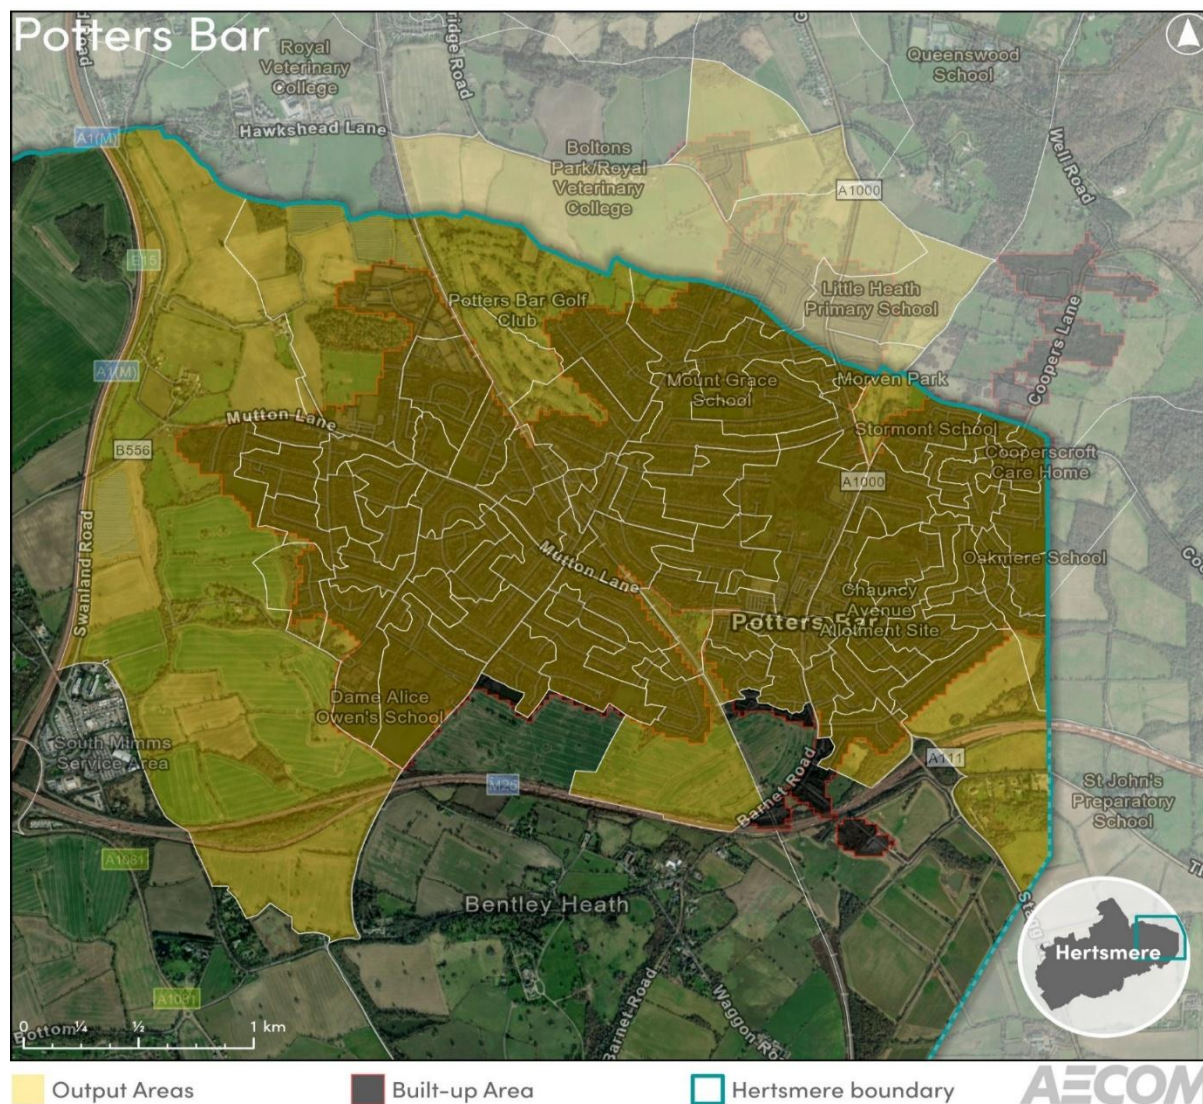 Potters Bar
Royal
Veterinary
College
Queenswood
School
A1(M)
Hawkshead Lane
Boltons
Park/Royal
Veterinary
College
Well Road
A1000
E15
Potters Bar Golf
Club
Little Heath
Primary School
Coopers Lane
A1(M)
Mount Grace
School
Morven Park
Mutton Lane
Stormont School
B556
Cooperscroft
Care Home
A1000
Swanland Road
Mutton Lane
Oakmere School
Chauncy
Avenue
Allotment Site
Potters Bar
Dame Alice
Owen's School
South Mimms
Service Area
A111
M25
Barnet Road
St John's
Preparatory
School
A1081
Bentley Heath
Stagg
Hertsmere
A1081
Barnet Road
Waggon Ro
Bottom
0 ¼ ½ 1 km
Output Areas
Built-up Area
Hertsmere boundary
AECOM